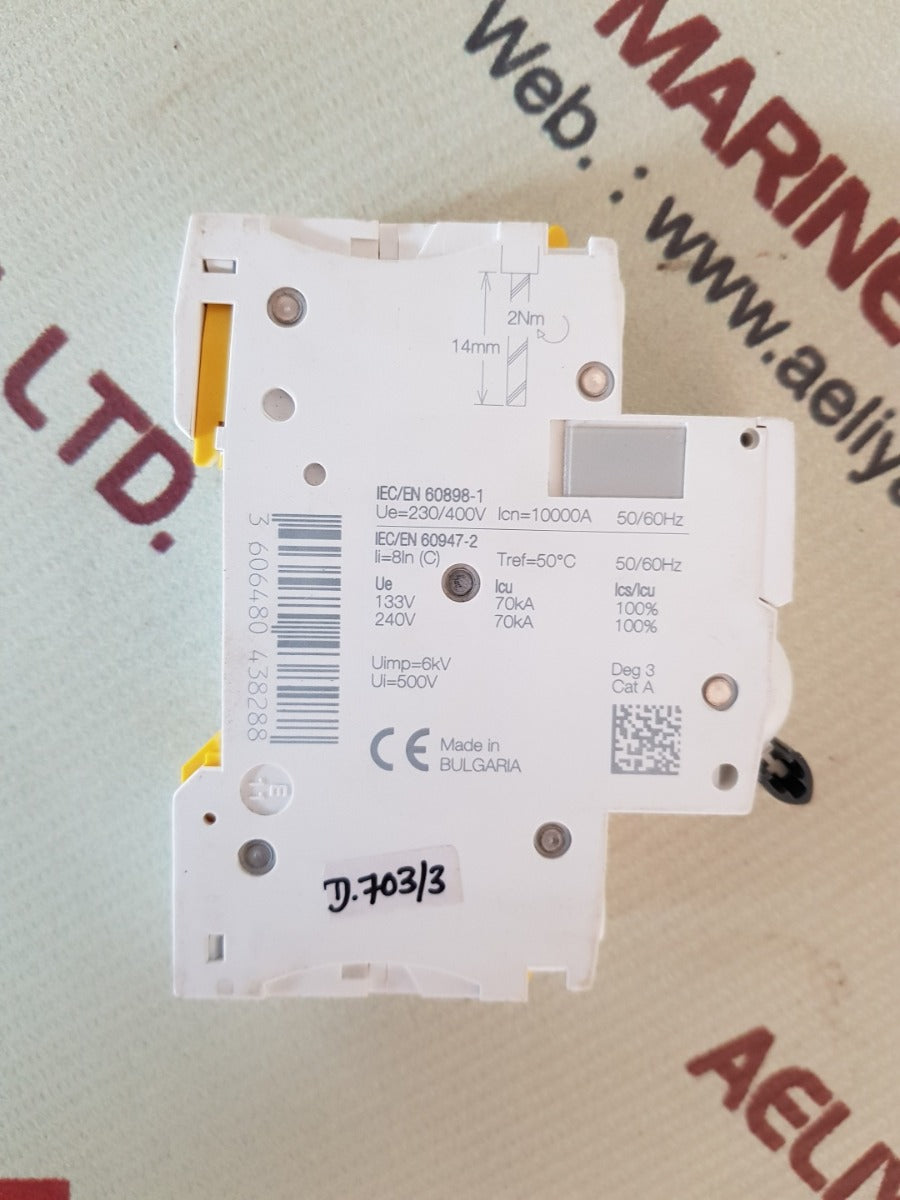 MARINE
Web. : www.aeliya
LTD.
2Nm
14mm
IEC/EN 60898-1
Ue=230/400V Icn=10000A 50/60Hz
IEC/EN 60947-2
Ii=8In (C) Tref=50°C 50/60Hz
Ue Icu Ics/Icu
133V 70kA 100%
240V 70kA 100%
Uimp=6kV Deg 3
Ui=500V Cat A
3 606480 438288
CE Made in
BULGARIA
D.703/3
AELIY